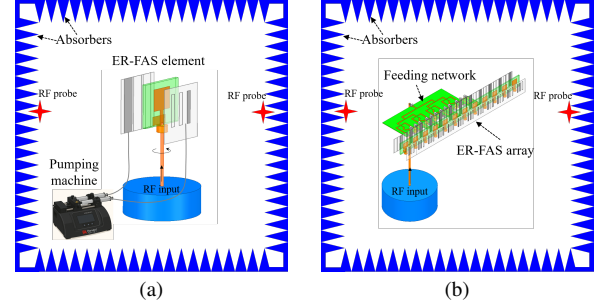 Absorbers
ER-FAS element
RF probe
RF probe
Pumping
machine
RF input
(a)
Absorbers
Feeding network
RF probe
RF probe
ER-FAS array
RF input
(b)